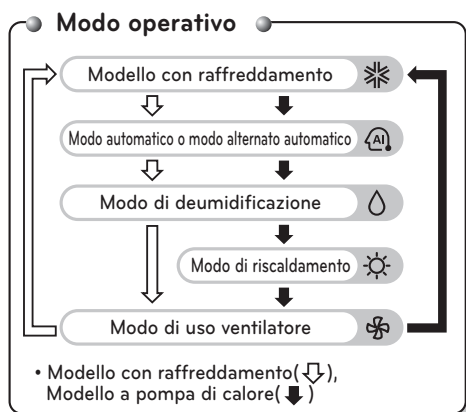 Modo operativo
Modello con raffreddamento
Modo automatico o modo alternato automatico
AI
Modo di deumidificazione
Modo di riscaldamento
Modo di uso ventilatore
• Modello con raffreddamento( ),
Modello a pompa di calore( )